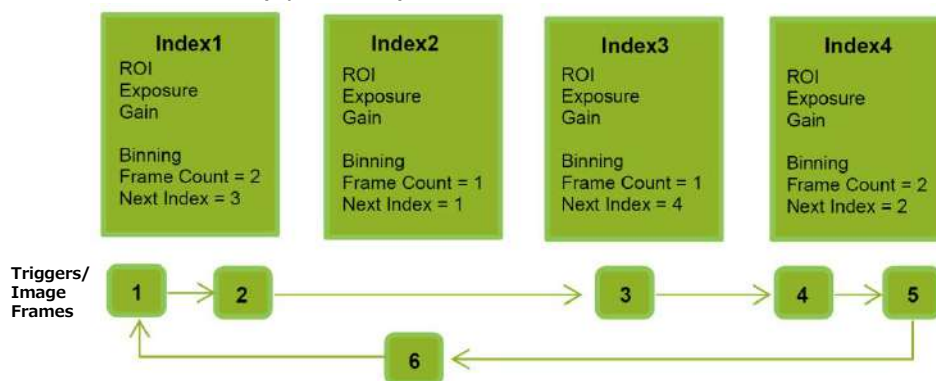 Index1
ROI
Exposure
Gain
Binning
Frame Count = 2
Next Index = 3
Index2
ROI
Exposure
Gain
Binning
Frame Count = 1
Next Index = 1
Index3
ROI
Exposure
Gain
Binning
Frame Count = 1
Next Index = 4
Index4
ROI
Exposure
Gain
Binning
Frame Count = 2
Next Index = 2
Triggers/
Image
Frames
1
2
3
4
5
6